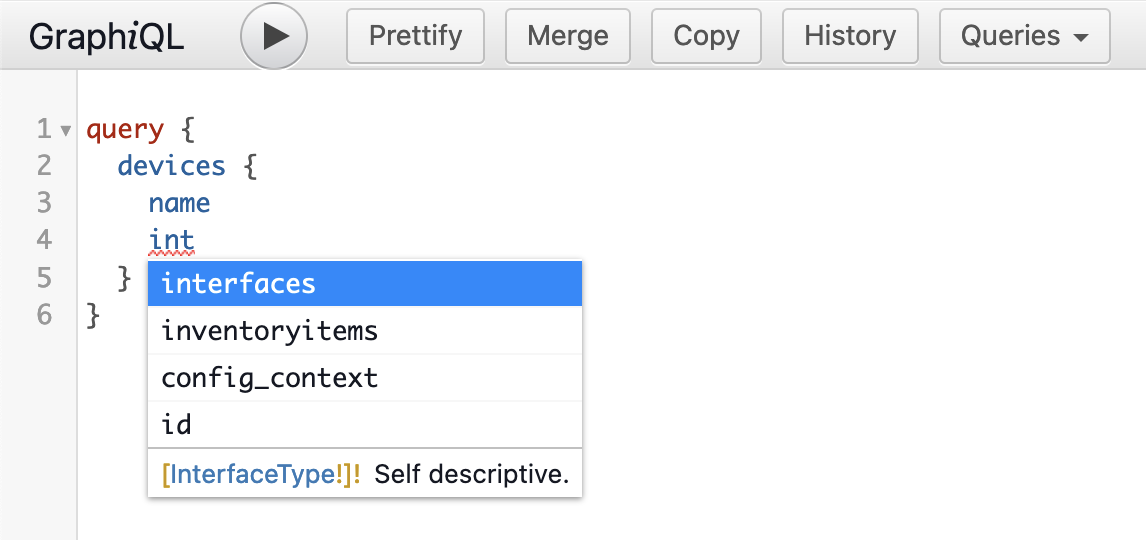 GraphiQL Prettify Merge Copy History Queries
1 query {
2 devices {
3 name
4 int
5 }
6 }
interfaces
inventoryitems
config_context
id
[InterfaceType!]! Self descriptive.